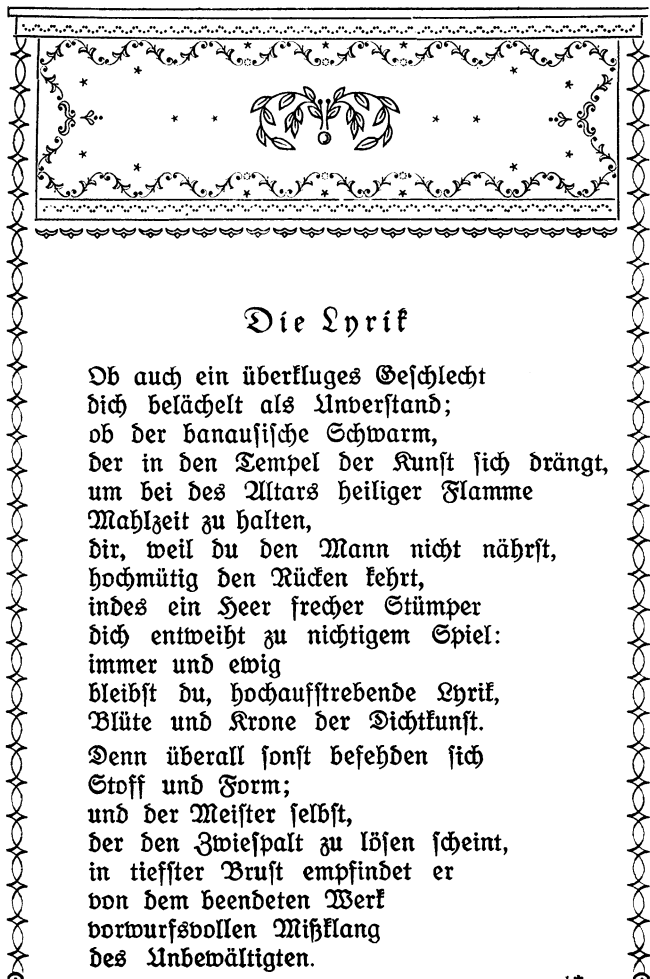 Die Lyrik
Ob auch ein überkluges Geschlecht
dich belächelt als Unverstand;
ob der banausische Schwarm,
der in den Tempel der Kunst sich drängt,
um bei des Altars heiliger Flamme
Mahlzeit zu halten,
dir, weil du den Mann nicht nährst,
hochmütig den Rücken kehrt,
indes ein Heer frecher Stümper
dich entweiht zu nichtigem Spiel:
immer und ewig
bleibst du, hochaufstrebende Lyrik,
Blüte und Krone der Dichtkunst.
Denn überall sonst befehden sich
Stoff und Form;
und der Meister selbst,
der den Zwiespalt zu lösen scheint,
in tiefster Brust empfindet er
von dem beendeten Werk
vorwurfsvollen Mißklang
des Unbewältigten.